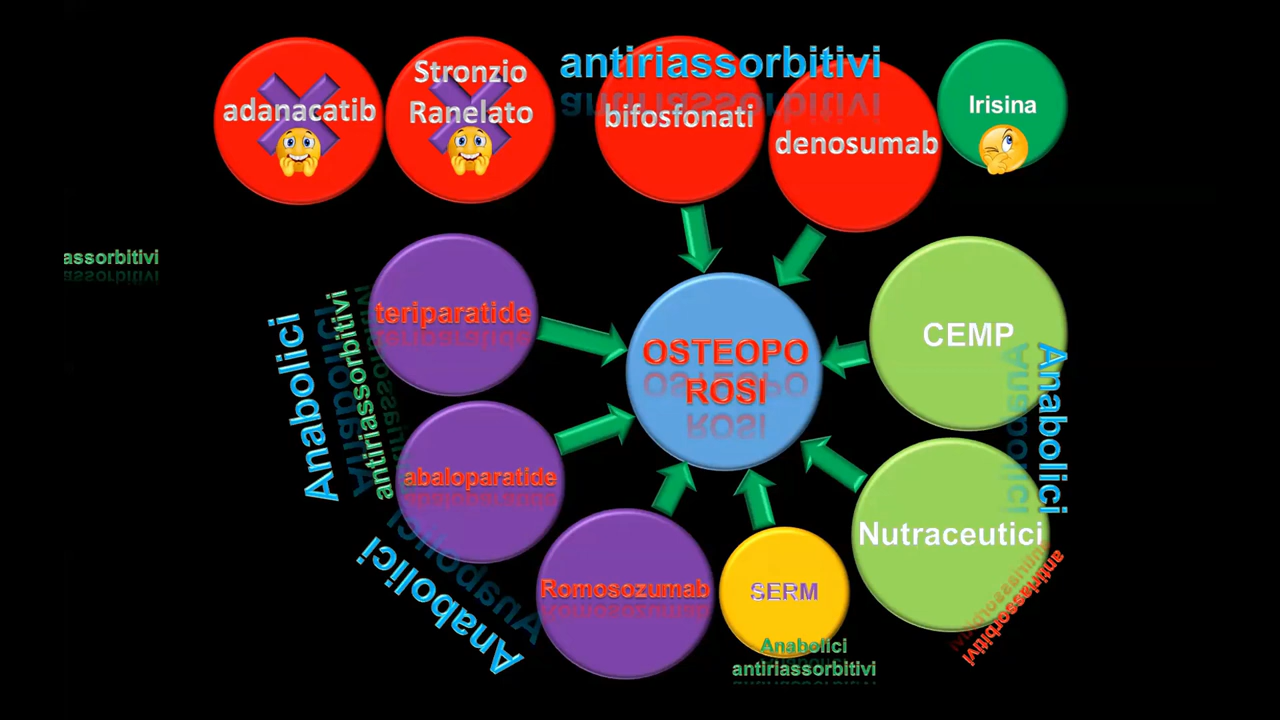 antiriassorbitivi
adanacatib
Stronzio
Ranelato
bifosfonati
denosumab
Irisina
assorbitivi
teriparatide
Anabolici
antiriassorbitivi
OSTEOPO
ROSI
CEMP
Anabolici
abaloparatide
Anabolici
Romosozumab
SERM
Anabolici
antiriassorbitivi
Nutraceutici
antiriassorbitivi